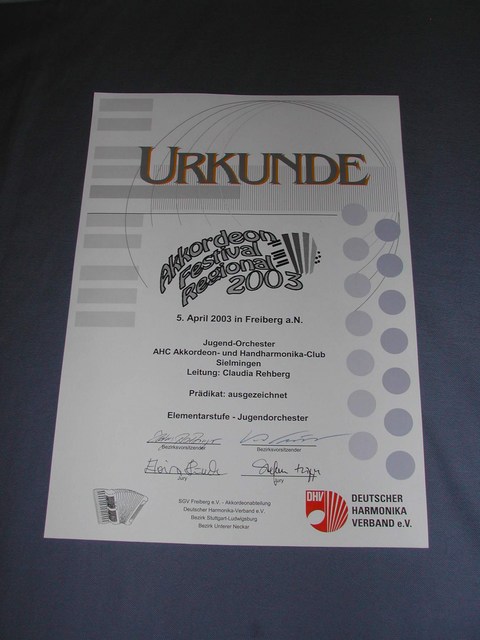 URKUNDE
Akkordeon
Festival
Regional
2003
5. April 2003 in Freiberg a.N.
Jugend-Orchester
AHC Akkordeon- und Handharmonika-Club
Sielmingen
Leitung: Claudia Rehberg
Prädikat: ausgezeichnet
Elementarstufe - Jugendorchester
Bezirksvorsitzender
Bezirksvorsitzender
Jury
Jury
BSV Freiberg e.V. - Akkordeonabteilung
Deutscher Harmonika-Verband e.V.
Bezirk Stuttgart-Ludwigsburg
Bezirk Unterer Neckar
DHV
DEUTSCHER
HARMONIKA
VERBAND e.V.